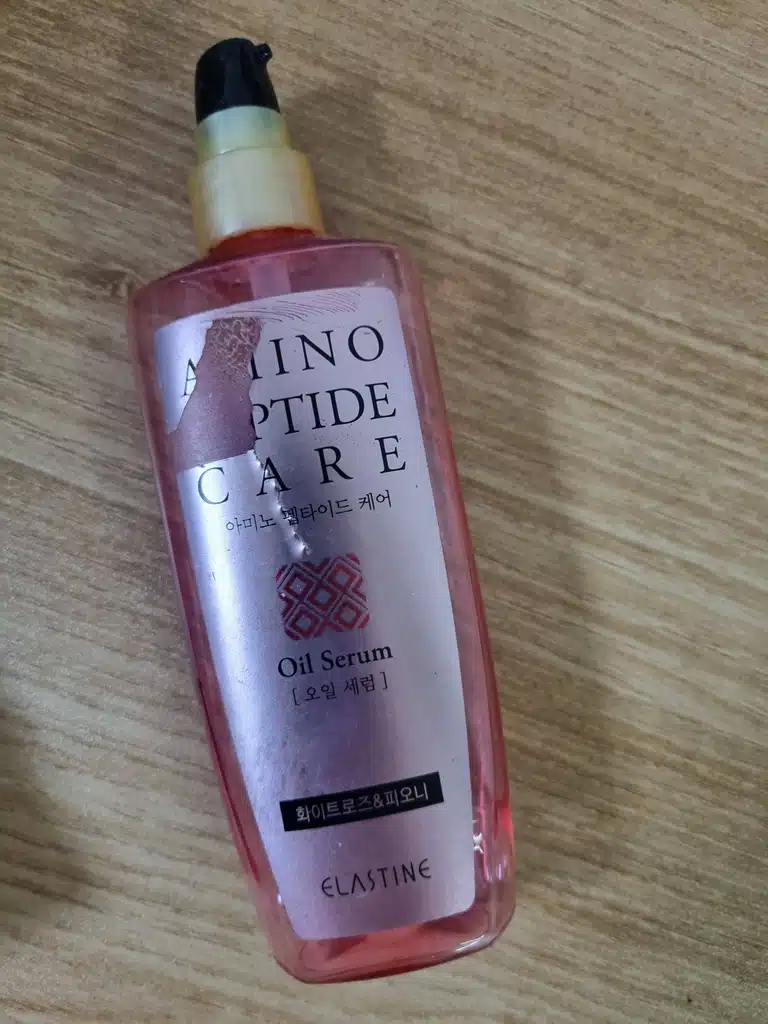 AMINO
PTIDE
CARE
아미노 펩타이드 케어
Oil Serum
[ 오일 세럼 ]
화이트로즈&피오니
ELASTINE